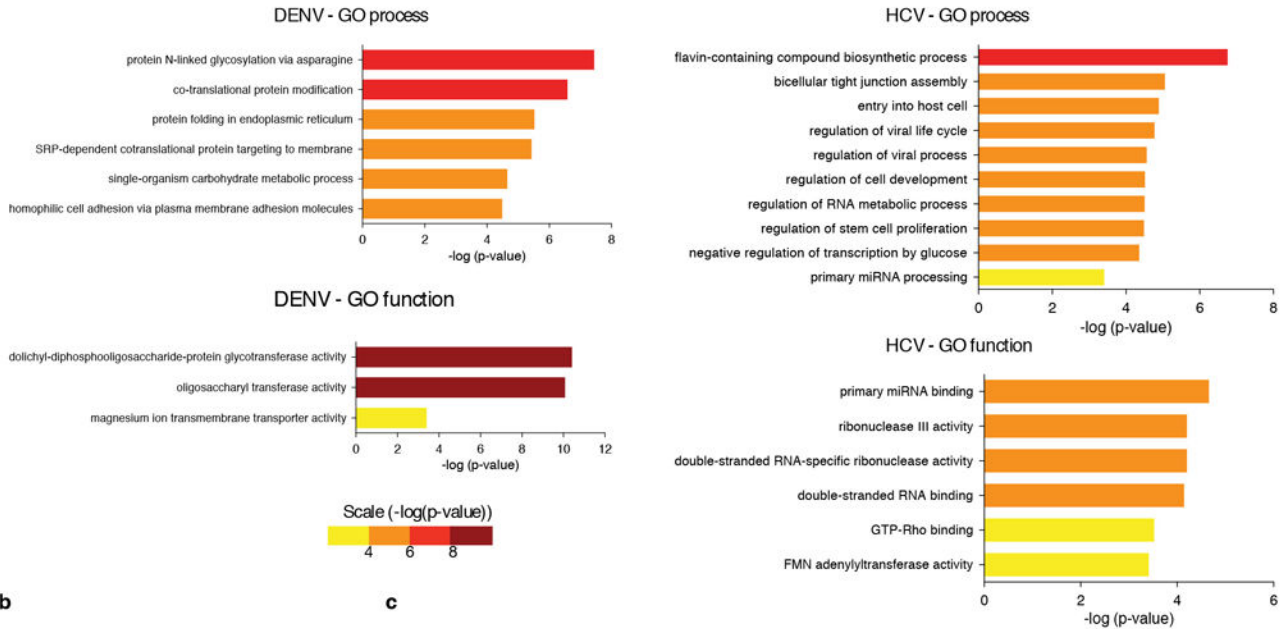 DENV - GO process
protein N-linked glycosylation via asparagine
co-translational protein modification
protein folding in endoplasmic reticulum
SRP-dependent cotranslational protein targeting to membrane
single-organism carbohydrate metabolic process
homophilic cell adhesion via plasma membrane adhesion molecules
0 2 4 6 8
-log (p-value)
DENV - GO function
dolichyl-diphosphooligosaccharide-protein glycotransferase activity
oligosaccharyl transferase activity
magnesium ion transmembrane transporter activity
0 2 4 6 8 10 12
-log (p-value)
Scale (-log(p-value))
4 6 8
b
c
HCV - GO process
flavin-containing compound biosynthetic process
bicellular tight junction assembly
entry into host cell
regulation of viral life cycle
regulation of viral process
regulation of cell development
regulation of RNA metabolic process
regulation of stem cell proliferation
negative regulation of transcription by glucose
primary miRNA processing
0 2 4 6 8
-log (p-value)
HCV - GO function
primary miRNA binding
ribonuclease III activity
double-stranded RNA-specific ribonuclease activity
double-stranded RNA binding
GTP-Rho binding
FMN adenylyltransferase activity
0 2 4 6
-log (p-value)